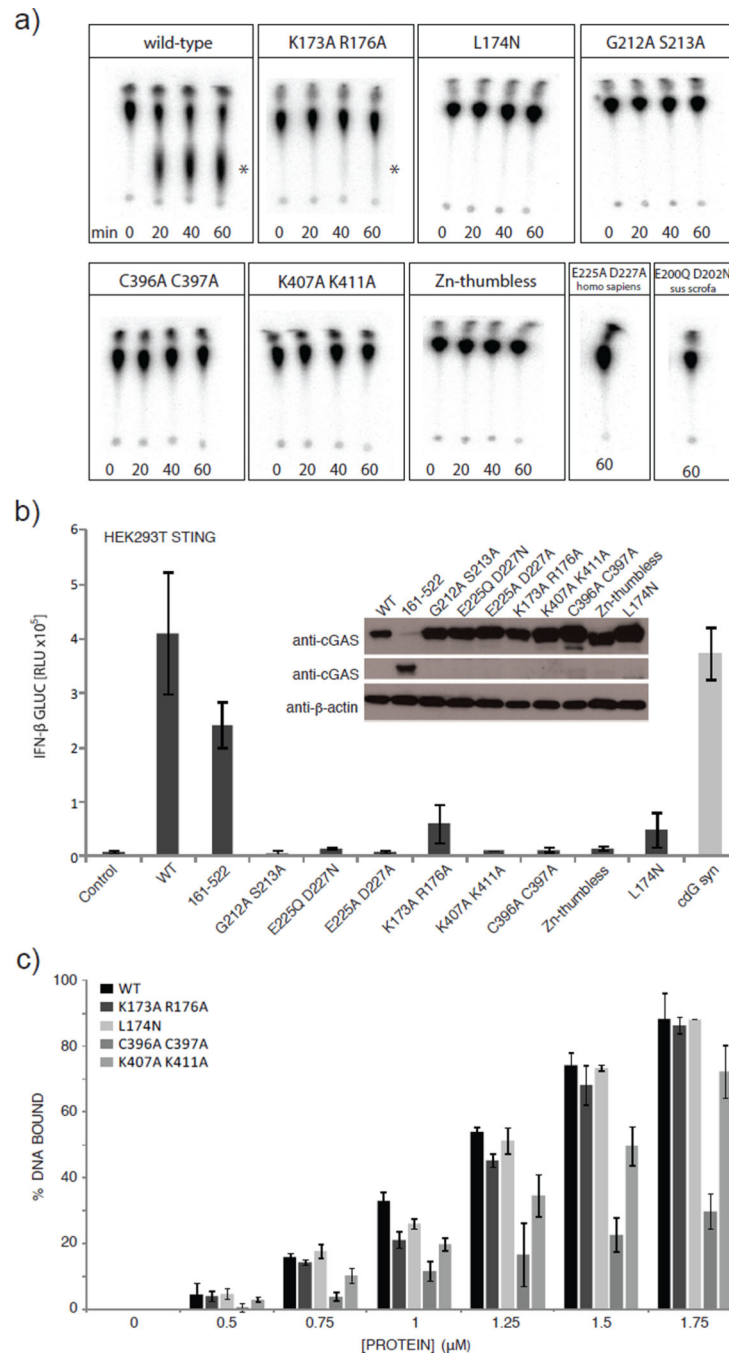 a)
wild-type
K173A R176A
L174N
G212A S213A
*
*
min 0 20 40 60
0 20 40 60
0 20 40 60
0 20 40 60
C396A C397A
K407A K411A
Zn-thumbless
E225A D227A
homo sapiens
E200Q D202N
sus scrofa
0 20 40 60
0 20 40 60
0 20 40 60
60
60
b)
HEK293T STING
IFN-β GLUC [RLU x10⁵]
6
5
4
3
2
1
0
WT
161-522
G212A S213A
E225Q D227N
E225A D227A
K173A R176A
K407A K411A
C396A C397A
Zn-thumbless
L174N
anti-cGAS
anti-cGAS
anti-β-actin
Control
WT
161-522
G212A S213A
E225Q D227N
E225A D227A
K173A R176A
K407A K411A
C396A C397A
Zn-thumbless
L174N
cdG syn
c)
% DNA BOUND
100
80
60
40
20
0
WT
K173A R176A
L174N
C396A C397A
K407A K411A
0 0.5 0.75 1 1.25 1.5 1.75
[PROTEIN] (μM)